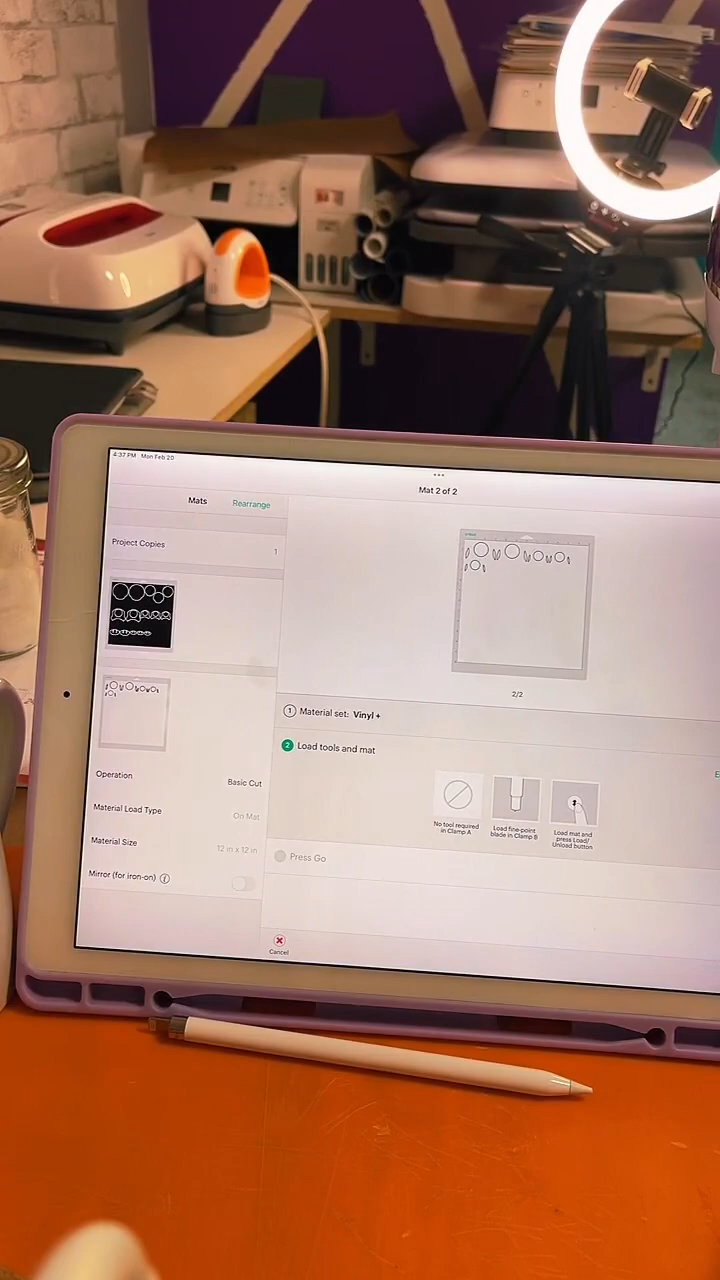 4:37 PM Mon Feb 20
Mat 2 of 2
Mats
Rearrange
Project Copies
1
2/2
1 Material set: Vinyl +
2 Load tools and mat
No tool required
in Clamp A
Load fine-point
blade in Clamp B
Load mat and
press Load/
Unload button
Press Go
Operation
Basic Cut
Material Load Type
On Mat
Material Size
12 in x 12 in
Mirror (for iron-on)
Cancel